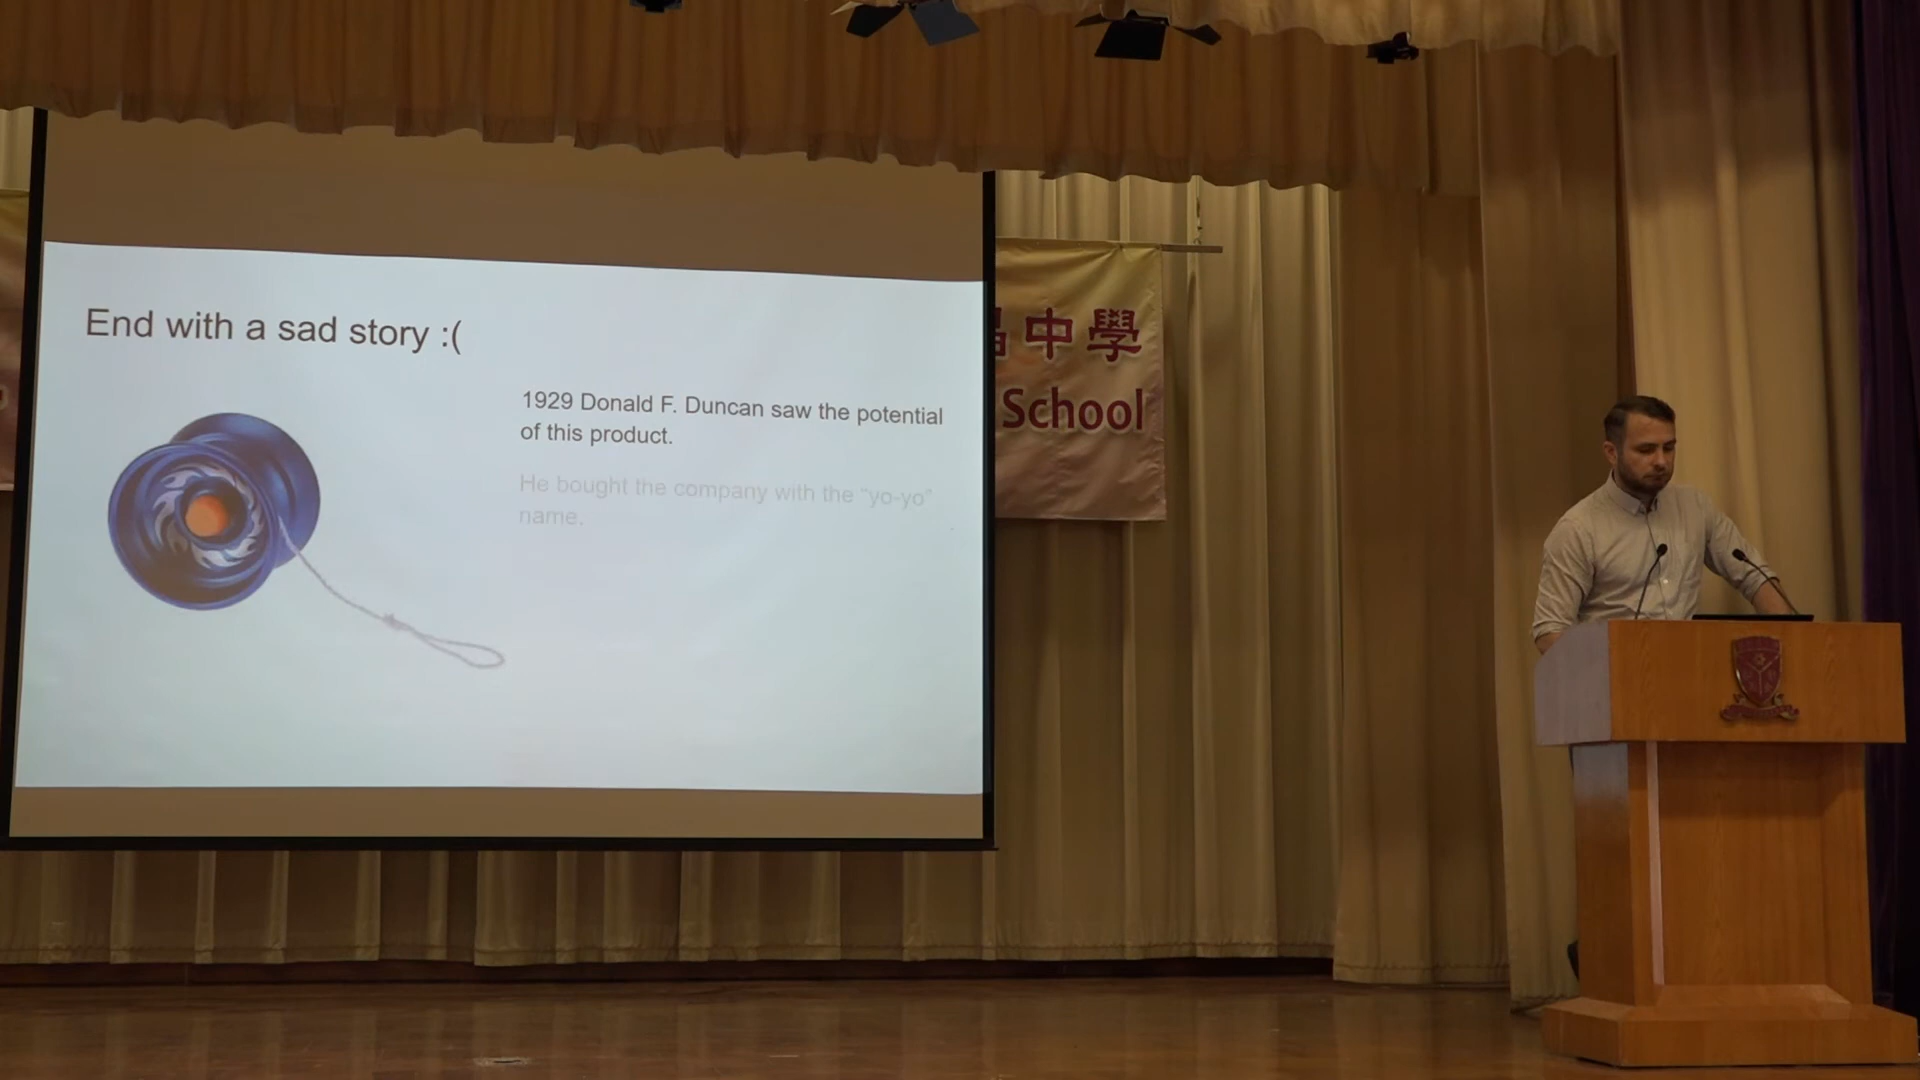 End with a sad story :(
1929 Donald F. Duncan saw the potential
of this product.
He bought the company with the "yo-yo"
name.
中學
School